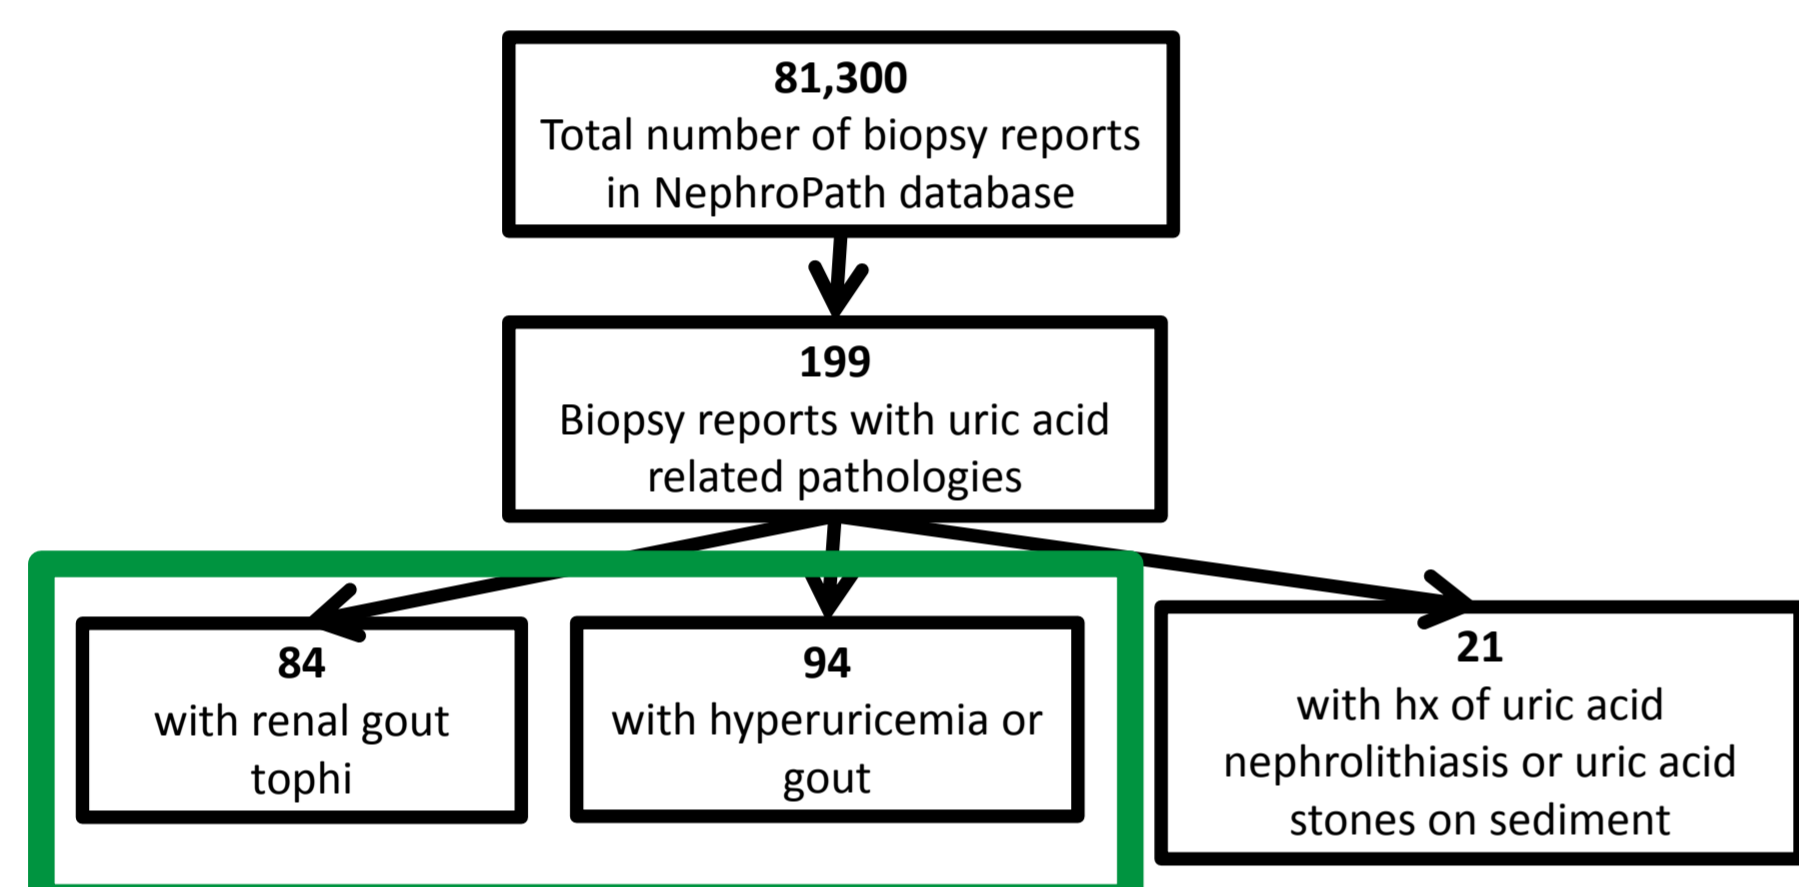 81,300
Total number of biopsy reports
in NephroPath database
199
Biopsy reports with uric acid
related pathologies
84
with renal gout
tophi
94
with hyperuricemia or
gout
21
with hx of uric acid
nephrolithiasis or uric acid
stones on sediment